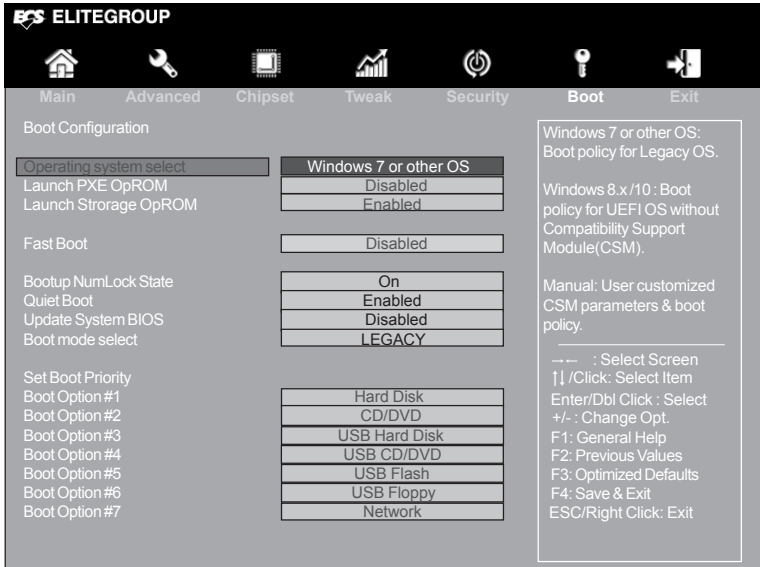 ECS ELITEGROUP
Main Advanced Chipset Tweak Security Boot Exit
Boot Configuration
Operating system select Windows 7 or other OS
Launch PXE OpROM Disabled
Launch Strorage OpROM Enabled
Fast Boot Disabled
Bootup NumLock State On
Quiet Boot Enabled
Update System BIOS Disabled
Boot mode select LEGACY
Set Boot Priority
Boot Option #1 Hard Disk
Boot Option #2 CD/DVD
Boot Option #3 USB Hard Disk
Boot Option #4 USB CD/DVD
Boot Option #5 USB Flash
Boot Option #6 USB Floppy
Boot Option #7 Network
Windows 7 or other OS:
Boot policy for Legacy OS.
Windows 8.x /10 : Boot
policy for UEFI OS without
Compatibility Support
Module(CSM).
Manual: User customized
CSM parameters & boot
policy.
→← : Select Screen
↑↓/Click: Select Item
Enter/Dbl Click : Select
+/- : Change Opt.
F1: General Help
F2: Previous Values
F3: Optimized Defaults
F4: Save & Exit
ESC/Right Click: Exit